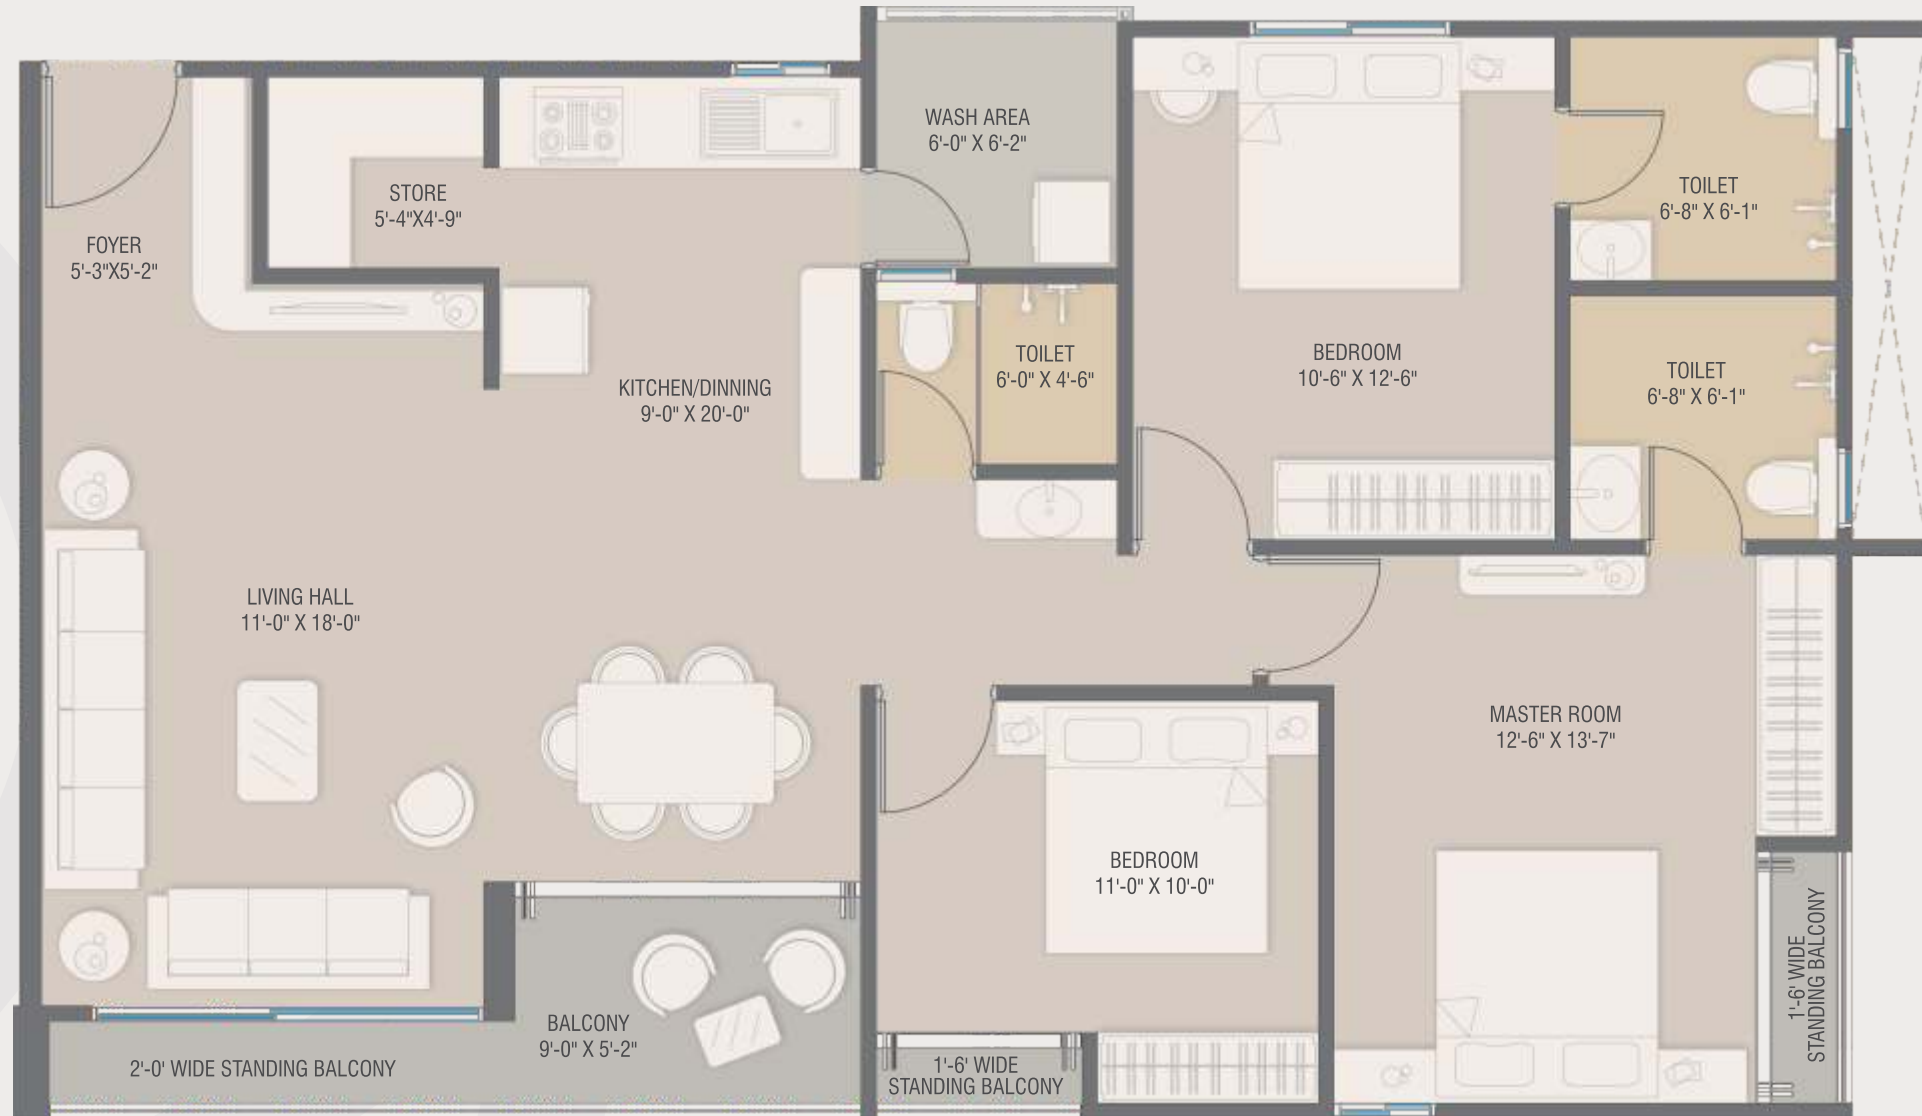 WASH AREA
6'-0" X 6'-2"
STORE
5'-4"X4'-9"
TOILET
6'-8" X 6'-1"
FOYER
5'-3"X5'-2"
TOILET
6'-0" X 4'-6"
BEDROOM
10'-6" X 12'-6"
TOILET
6'-8" X 6'-1"
KITCHEN/DINNING
9'-0" X 20'-0"
LIVING HALL
11'-0" X 18'-0"
MASTER ROOM
12'-6" X 13'-7"
BEDROOM
11'-0" X 10'-0"
1'-6' WIDE
STANDING BALCONY
BALCONY
9'-0" X 5'-2"
2'-0' WIDE STANDING BALCONY
1'-6' WIDE
STANDING BALCONY